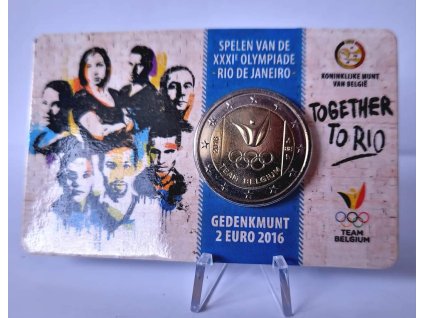 SPELEN VAN DE
XXXIᵉ OLYMPIADE
- RIO DE JANEIRO -
2016
TEAM BELGIUM
GEDENKMUNT
2 EURO 2016
KONINKLIJKE MUNT
VAN BELGIË
TOGETHER
TO RIO
TEAM
BELGIUM